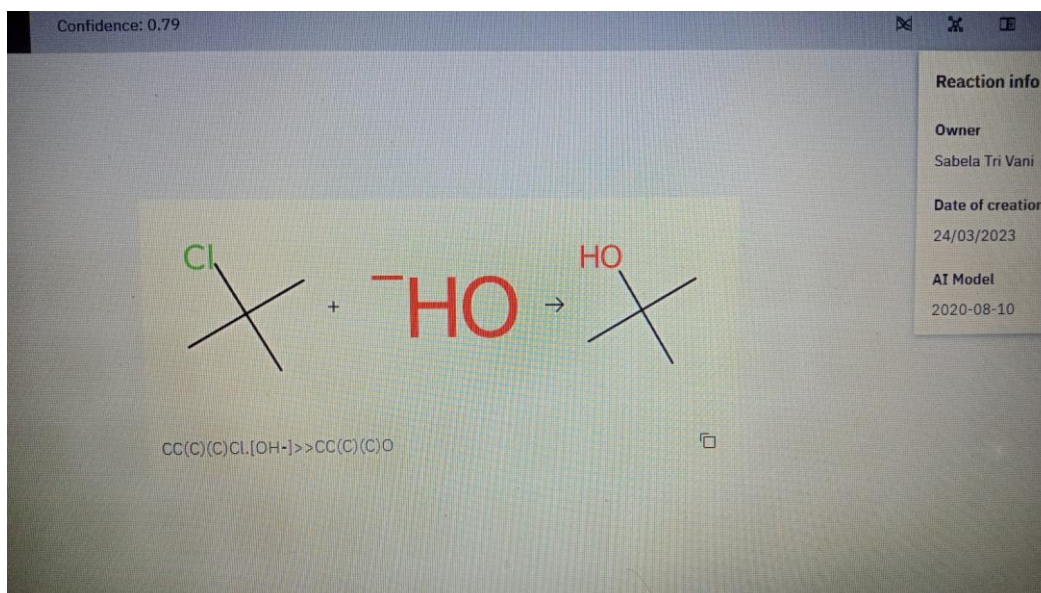 Confidence: 0.79
Reaction info
Owner
Sabela Tri Vani
Date of creation
24/03/2023
AI Model
2020-08-10
Cl
+
⁻HO
→
HO
CC(C)(C)Cl.[OH-]>>CC(C)(C)O